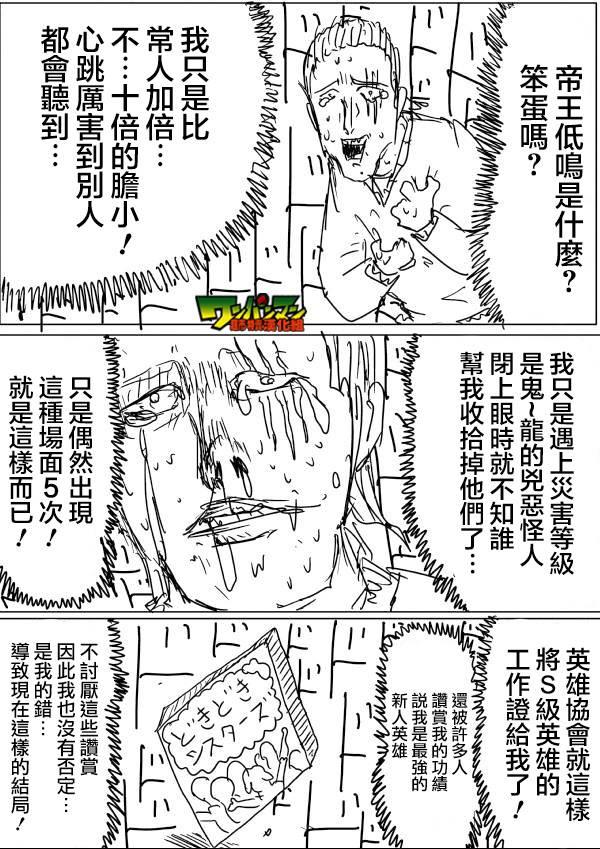 帝王低鳴是什麼?
笨蛋嗎?
我只是比
常人加倍…
不…十倍的膽小!
心跳厲害到別人
都會聽到…
ワンパンマン
我只是遇上災害等級
是鬼~龍的兇惡怪人
閉上眼時就不知誰
幫我收拾掉他們了…
只是偶然出現
這種場面5次!
就是這樣而已!
英雄協會就這樣
將S級英雄的
工作證給我了!
還被許多人
讚賞我的功績
說我是最強的
新人英雄
どきどき
シスターズ
不討厭這些讚賞
因此我也沒有否定…
是我的錯…
導致現在這樣的結局!